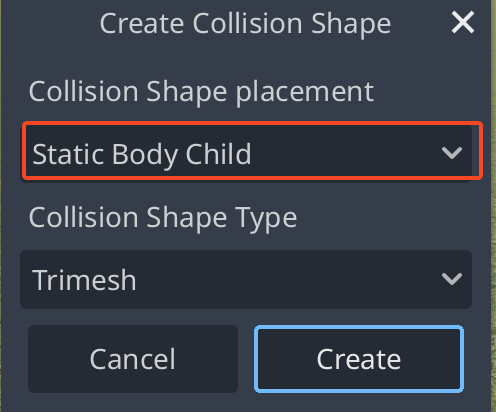 Create Collision Shape
Collision Shape placement
Static Body Child
Collision Shape Type
Trimesh
Cancel Create